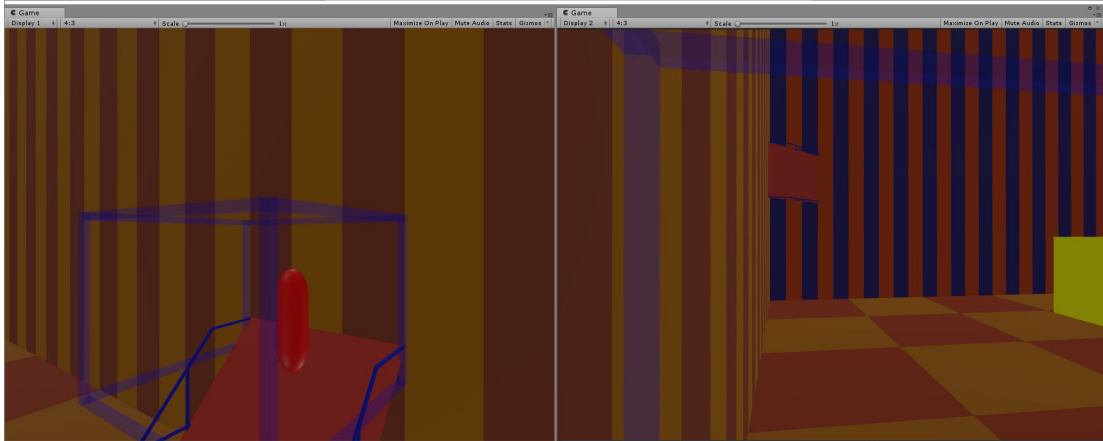 Game
Display 1 4:3 Scale 1x Maximize On Play Mute Audio Stats Gizmos
Game
Display 2 4:3 Scale 1x Maximize On Play Mute Audio Stats Gizmos